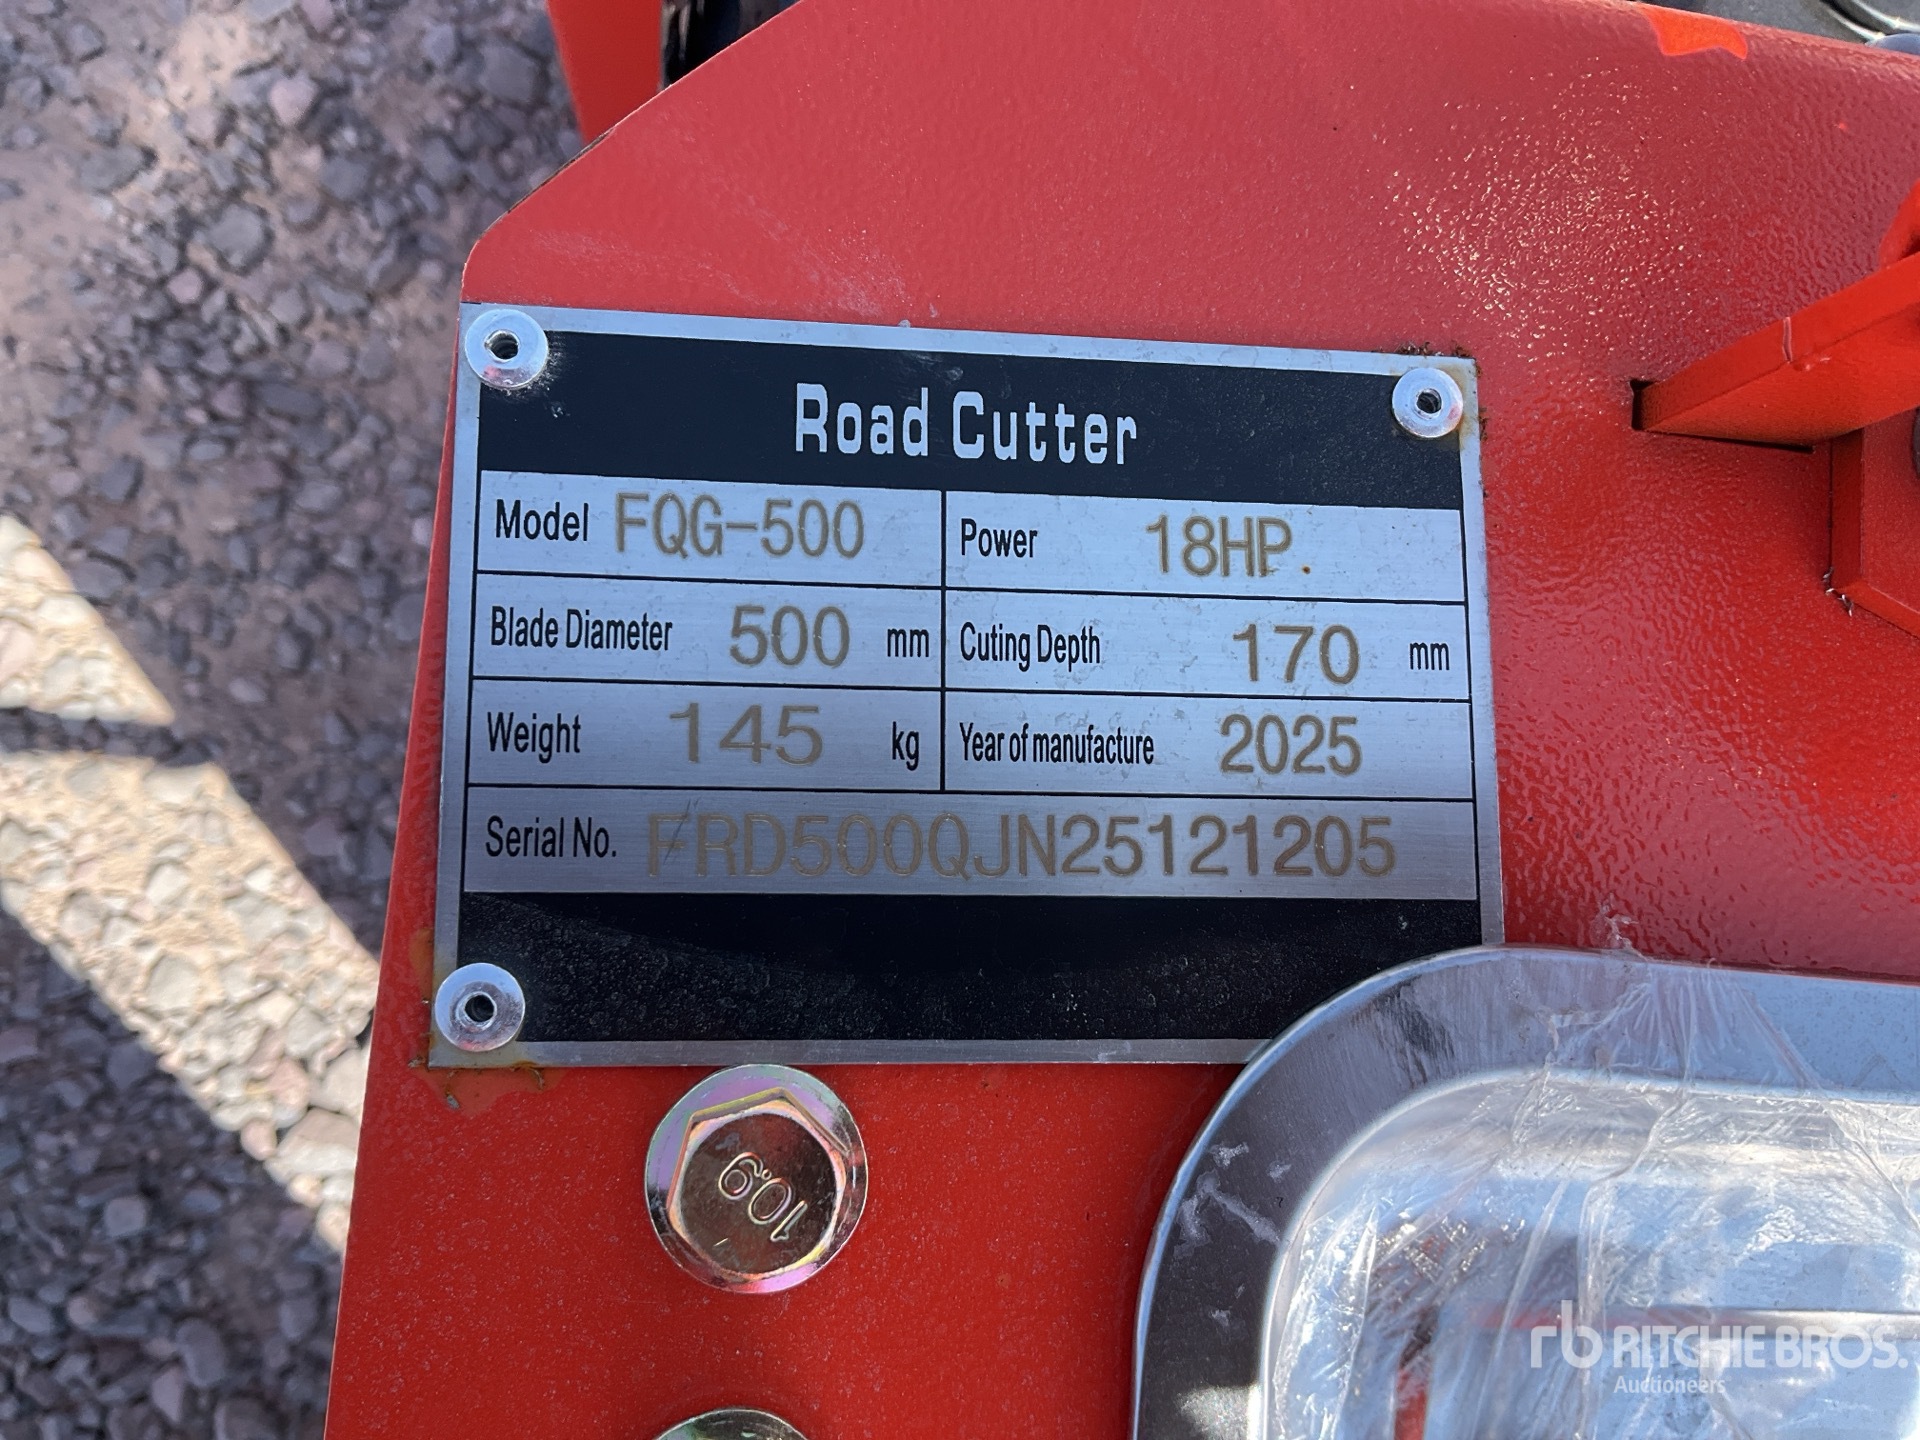 Road Cutter
Model FQG-500 Power 18HP.
Blade Diameter 500 mm Cuting Depth 170 mm
Weight 145 kg Year of manufacture 2025
Serial No. FRD500QJN25121205
10.9
rb RITCHIE BROS.
Auctioneers